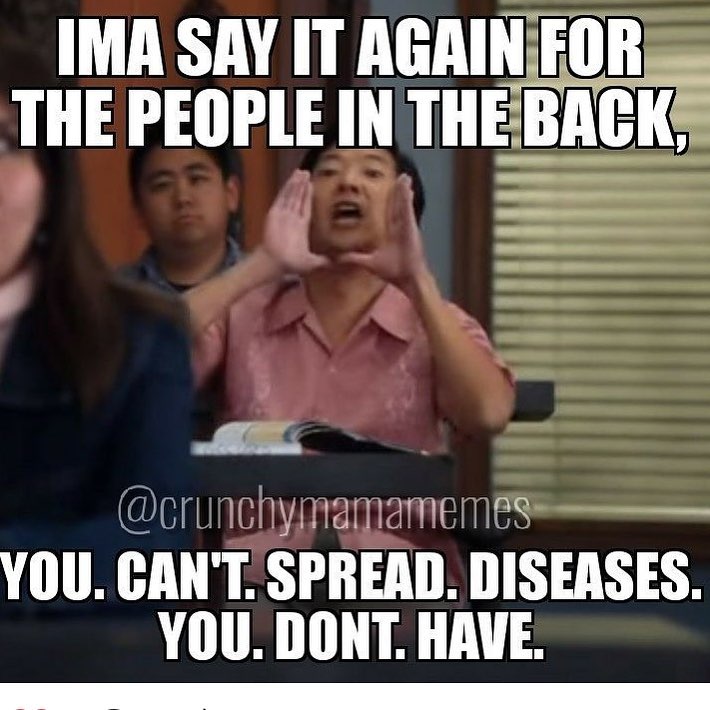 IMA SAY IT AGAIN FOR
THE PEOPLE IN THE BACK,
@crunchymamamemes
YOU. CAN'T. SPREAD. DISEASES.
YOU. DONT. HAVE.